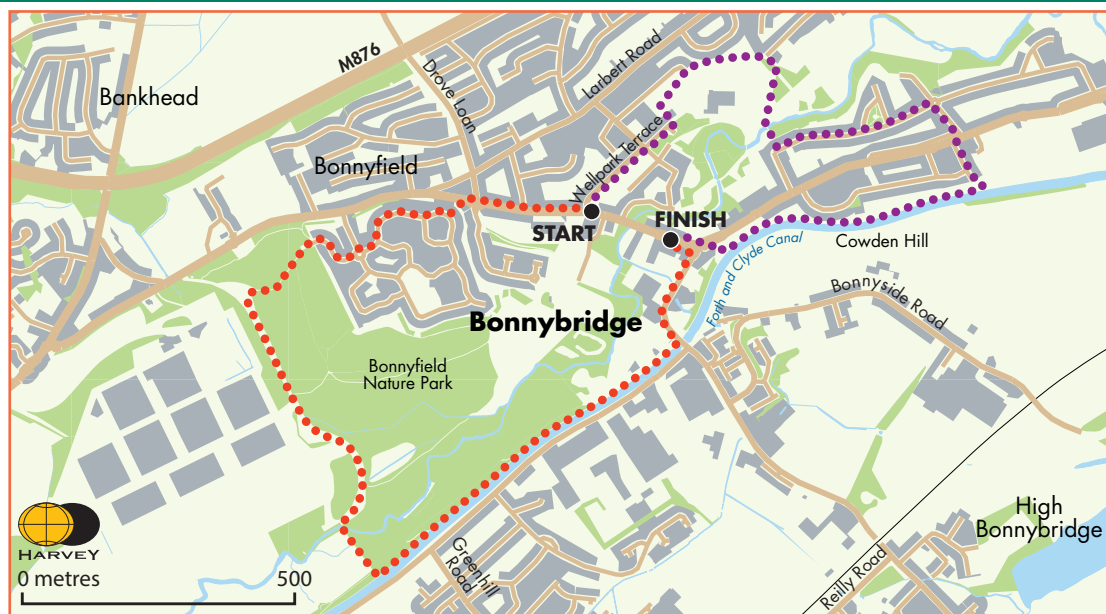 M876
Drove Loan
Larbert Road
Bankhead
Bonnyfield
Wellpark Terrace
START
FINISH
Cowden Hill
Forth and Clyde Canal
Bonnyside Road
Bonnybridge
Bonnyfield
Nature Park
High
Bonnybridge
HARVEY
Greenhill
Road
Reilly Road
0 metres
500